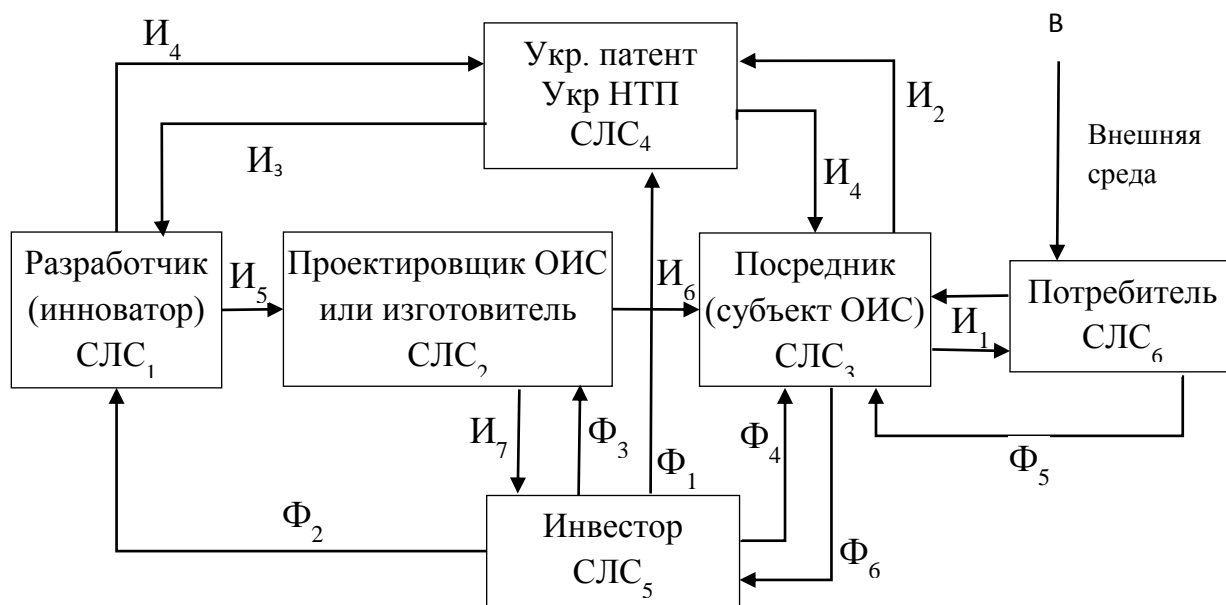 В
И₄
Укр. патент
Укр НТП
СЛС₄
И₂
Внешняя
среда
И₃
И₄
Разработчик
(инноватор)
СЛС₁
И₅
Проектировщик ОИС
или изготовитель
СЛС₂
И₆
Посредник
(субъект ОИС)
СЛС₃
И₁
Потребитель
СЛС₆
И₇
Ф₃
Ф₁
Ф₄
Ф₅
Ф₂
Инвестор
СЛС₅
Ф₆